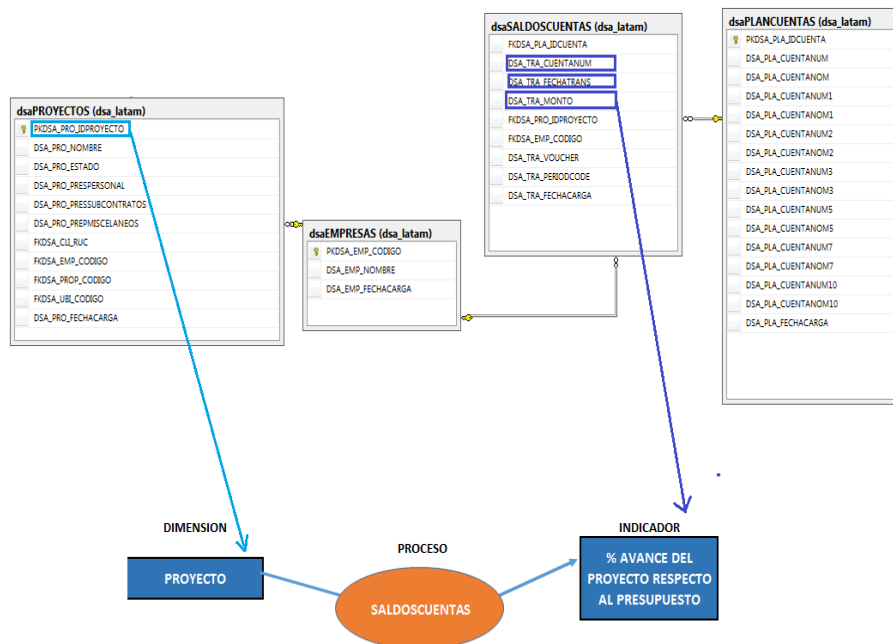 dsaPROYECTOS (dsa_latam)
PKDSA_PRO_IDPROYECTO
DSA_PRO_NOMBRE
DSA_PRO_ESTADO
DSA_PRO_PRESPERSONAL
DSA_PRO_PRESSUBCONTRATOS
DSA_PRO_PREPMISCELANEOS
FKDSA_CLI_RUC
FKDSA_EMP_CODIGO
FKDSA_PROP_CODIGO
FKDSA_UBI_CODIGO
DSA_PRO_FECHACARGA
dsaEMPRESAS (dsa_latam)
PKDSA_EMP_CODIGO
DSA_EMP_NOMBRE
DSA_EMP_FECHACARGA
dsaSALDOSCUENTAS (dsa_latam)
FKDSA_PLA_IDCUENTA
DSA_TRA_CUENTANUM
DSA_TRA_FECHATRANS
DSA_TRA_MONTO
FKDSA_PRO_IDPROYECTO
FKDSA_EMP_CODIGO
DSA_TRA_VOUCHER
DSA_TRA_PERIODCODE
DSA_TRA_FECHACARGA
dsaPLANCUENTAS (dsa_latam)
PKDSA_PLA_IDCUENTA
DSA_PLA_CUENTANUM
DSA_PLA_CUENTANOM
DSA_PLA_CUENTANUM1
DSA_PLA_CUENTANOM1
DSA_PLA_CUENTANUM2
DSA_PLA_CUENTANOM2
DSA_PLA_CUENTANUM3
DSA_PLA_CUENTANOM3
DSA_PLA_CUENTANUM5
DSA_PLA_CUENTANOM5
DSA_PLA_CUENTANUM7
DSA_PLA_CUENTANOM7
DSA_PLA_CUENTANUM10
DSA_PLA_CUENTANOM10
DSA_PLA_FECHACARGA
DIMENSION
PROYECTO
PROCESO
SALDOSCUENTAS
INDICADOR
% AVANCE DEL
PROYECTO RESPECTO
AL PRESUPUESTO